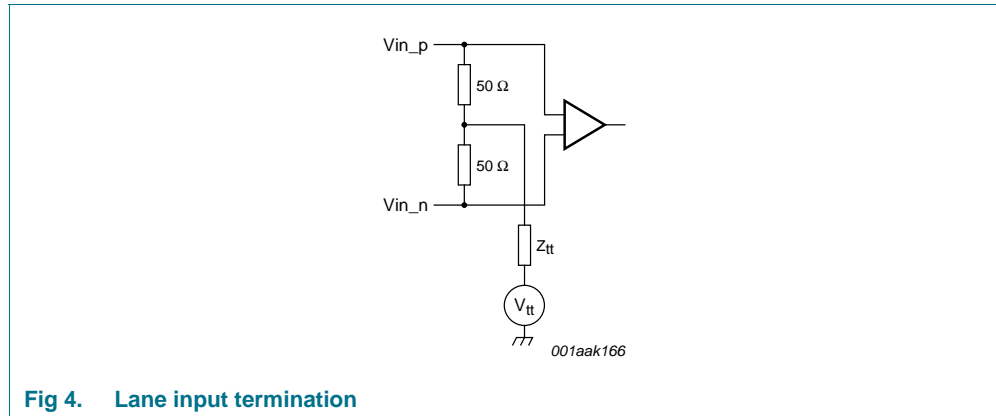 Vin_p
50 Ω
50 Ω
Vin_n
Ztt
Vtt
001aak166
Fig 4. Lane input termination